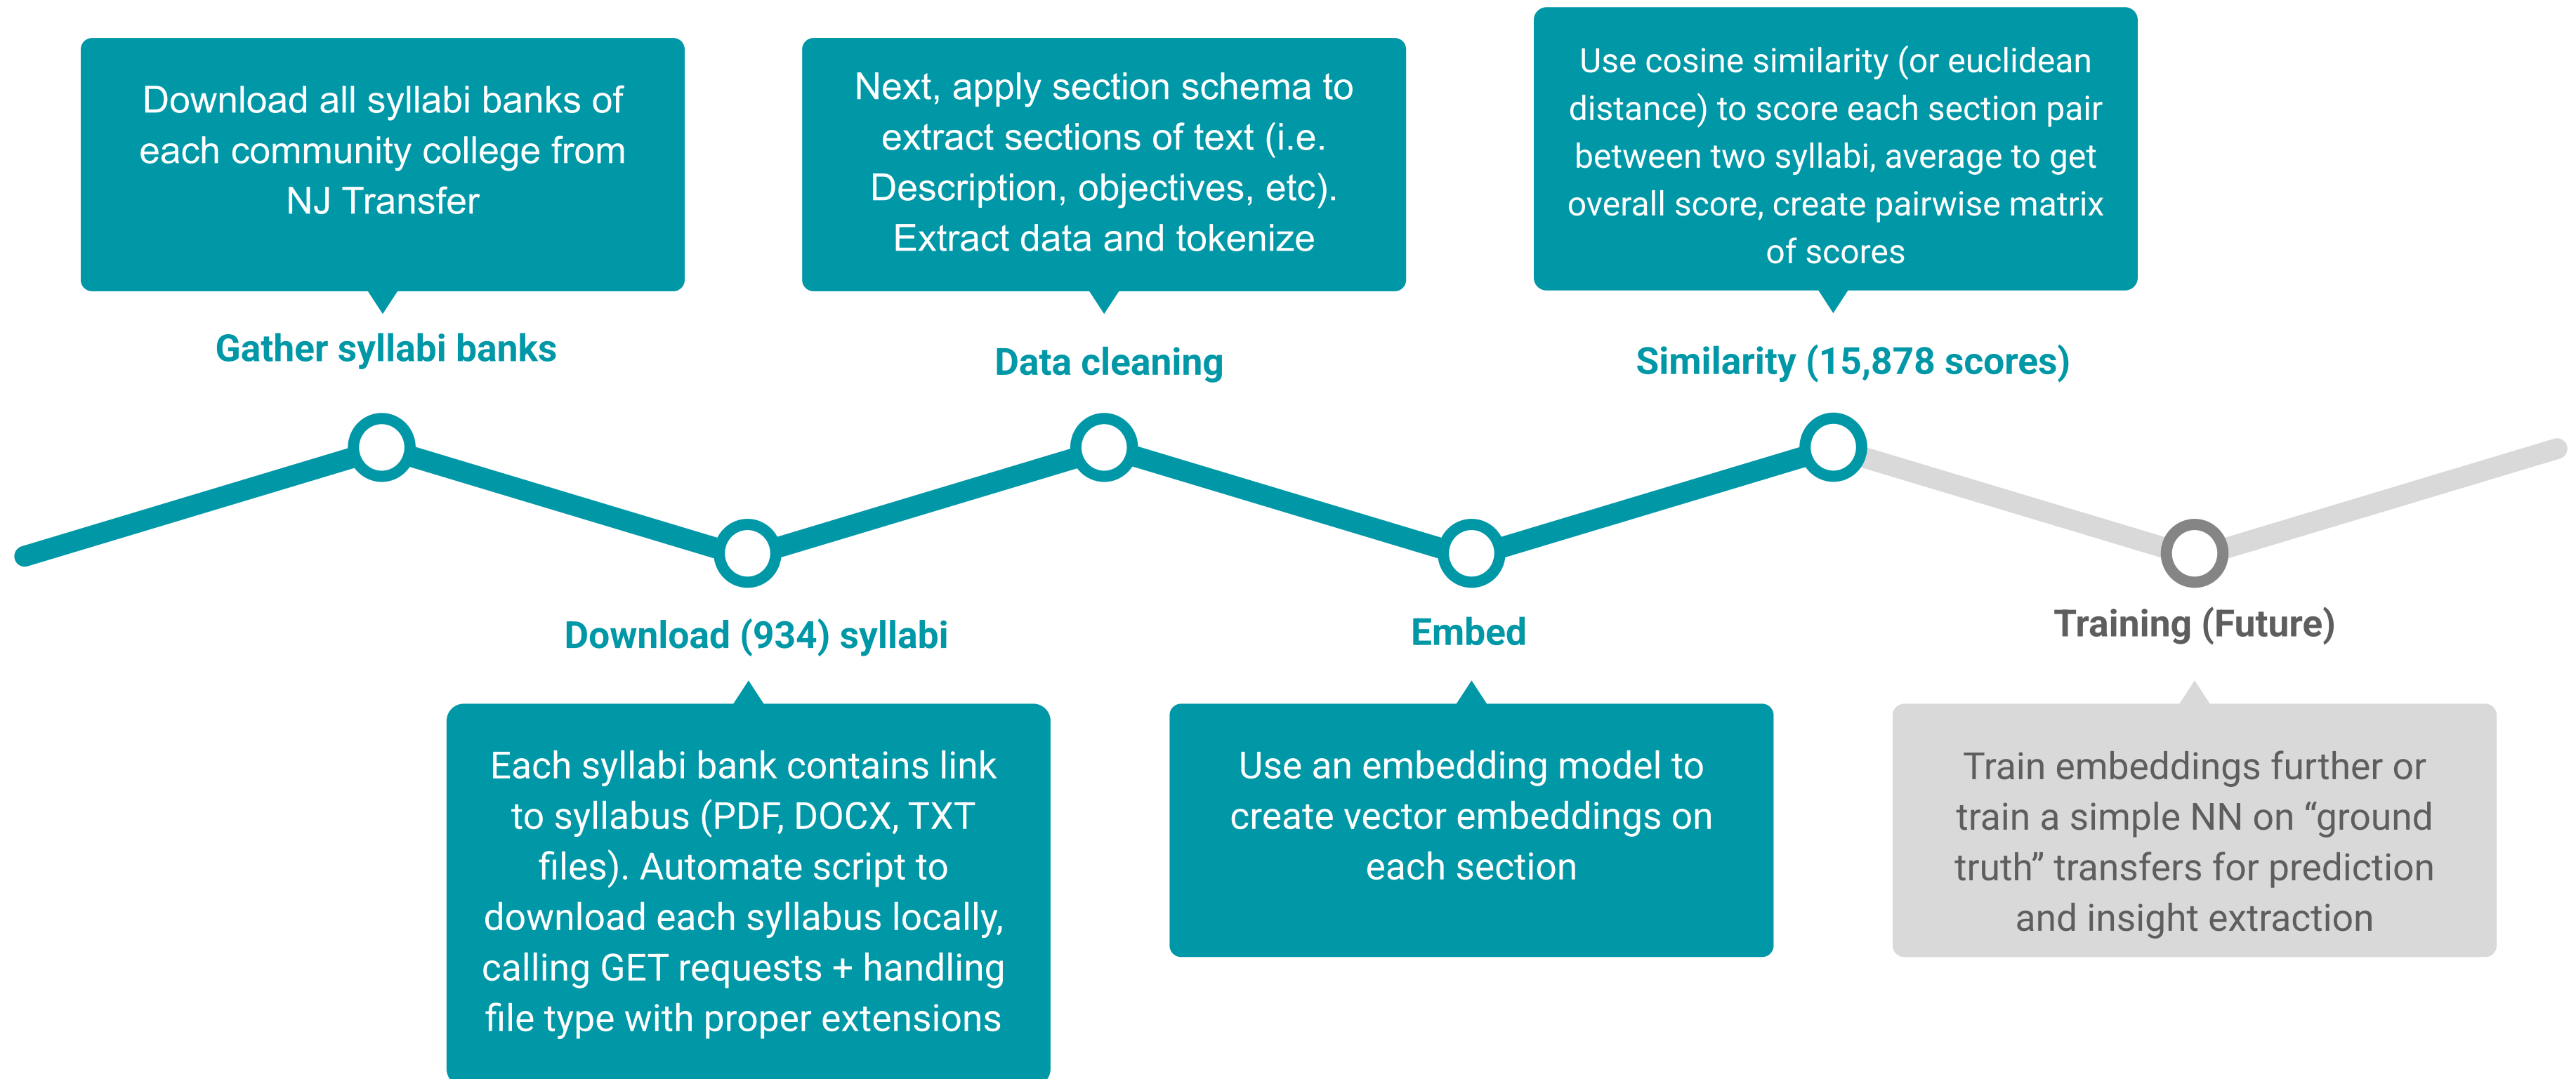 Download all syllabi banks of
each community college from
NJ Transfer
Gather syllabi banks
Download (934) syllabi
Each syllabi bank contains link
to syllabus (PDF, DOCX, TXT
files). Automate script to
download each syllabus locally,
calling GET requests + handling
file type with proper extensions
Next, apply section schema to
extract sections of text (i.e.
Description, objectives, etc).
Extract data and tokenize
Data cleaning
Embed
Use an embedding model to
create vector embeddings on
each section
Use cosine similarity (or euclidean
distance) to score each section pair
between two syllabi, average to get
overall score, create pairwise matrix
of scores
Similarity (15,878 scores)
Training (Future)
Train embeddings further or
train a simple NN on “ground
truth” transfers for prediction
and insight extraction